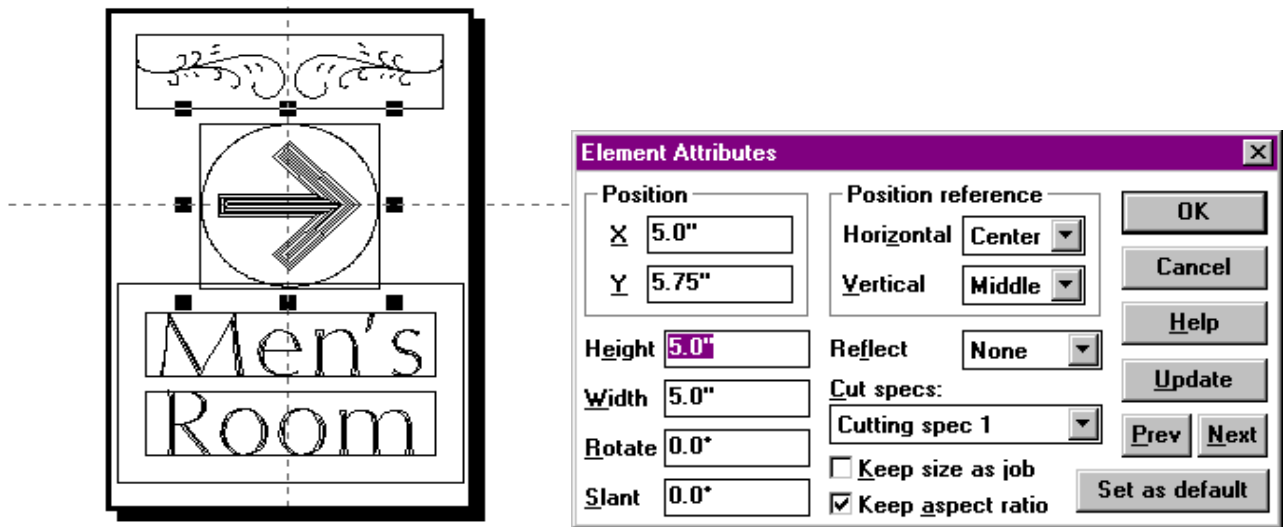 Men's
Room
Element Attributes
Position
X 5.0"
Y 5.75"
Position reference
Horizontal Center
Vertical Middle
Height 5.0"
Width 5.0"
Rotate 0.0°
Slant 0.0°
Reflect None
Cut specs:
Cutting spec 1
Keep size as job
Keep aspect ratio
OK
Cancel
Help
Update
Prev Next
Set as default